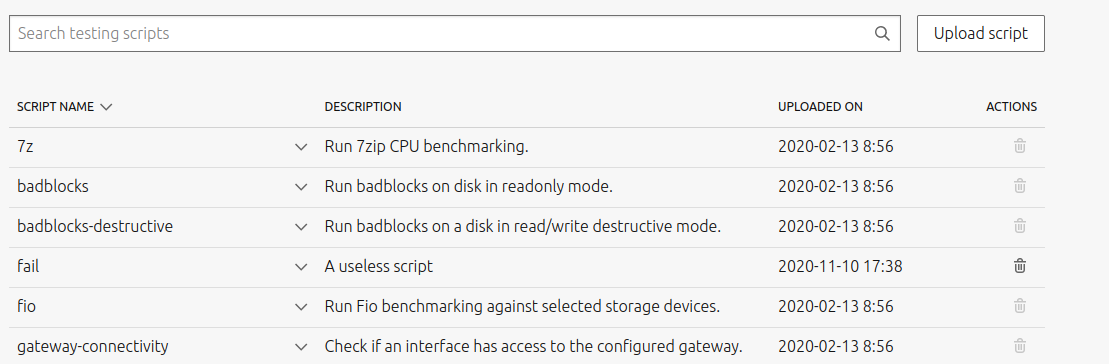 Search testing scripts Upload script
SCRIPT NAME DESCRIPTION UPLOADED ON ACTIONS
7z Run 7zip CPU benchmarking. 2020-02-13 8:56
badblocks Run badblocks on disk in readonly mode. 2020-02-13 8:56
badblocks-destructive Run badblocks on a disk in read/write destructive mode. 2020-02-13 8:56
fail A useless script 2020-11-10 17:38
fio Run Fio benchmarking against selected storage devices. 2020-02-13 8:56
gateway-connectivity Check if an interface has access to the configured gateway. 2020-02-13 8:56